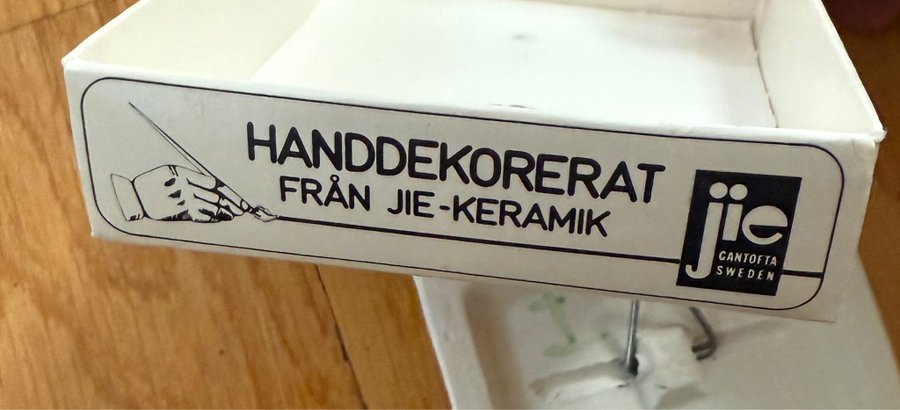 HANDDEKORERAT
FRÅN JIE-KERAMIK
jie
GANTOFTA
SWEDEN